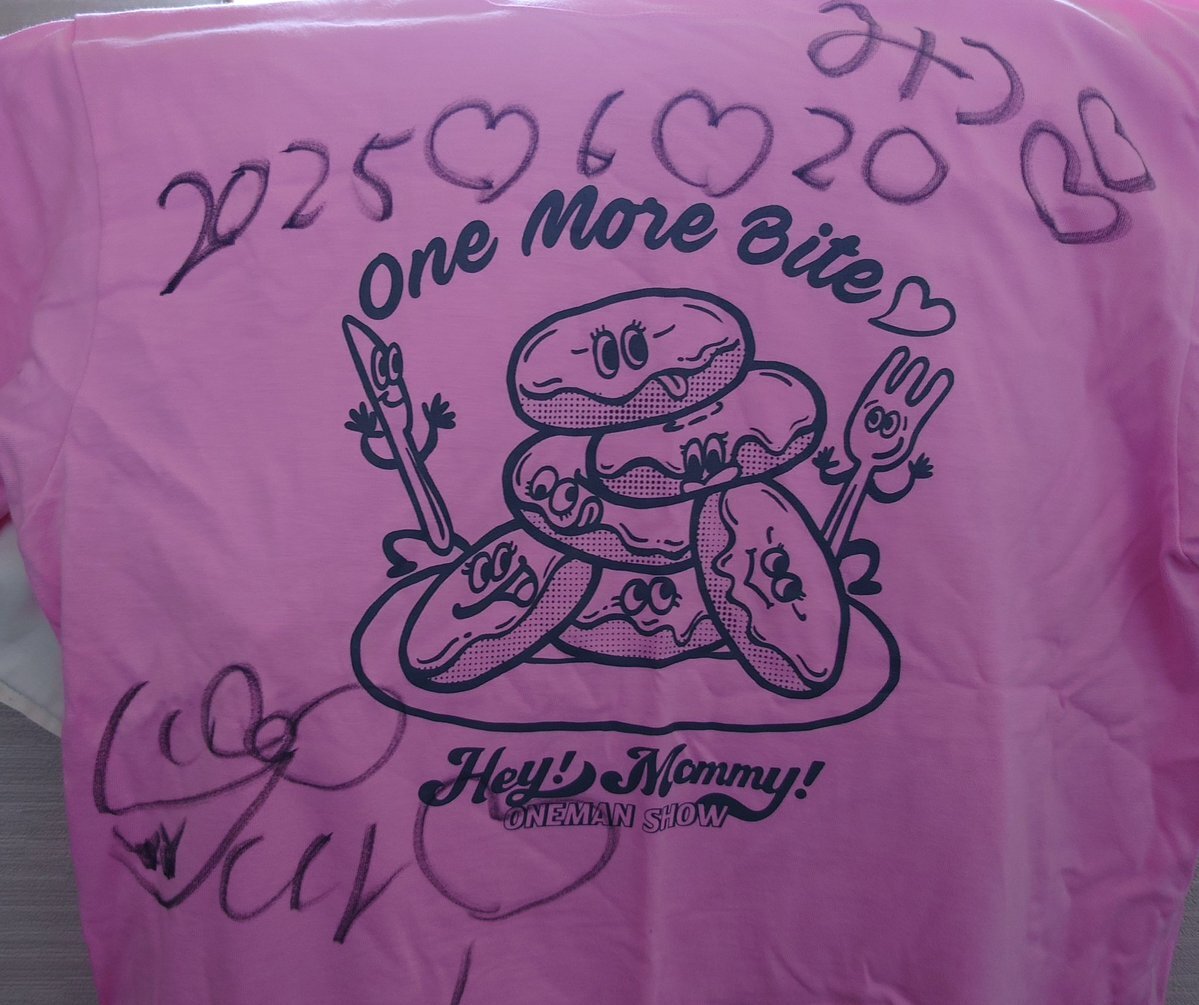 2025♡6♡20
One More Bite♡
Hey! Mommy!
ONEMAN SHOW